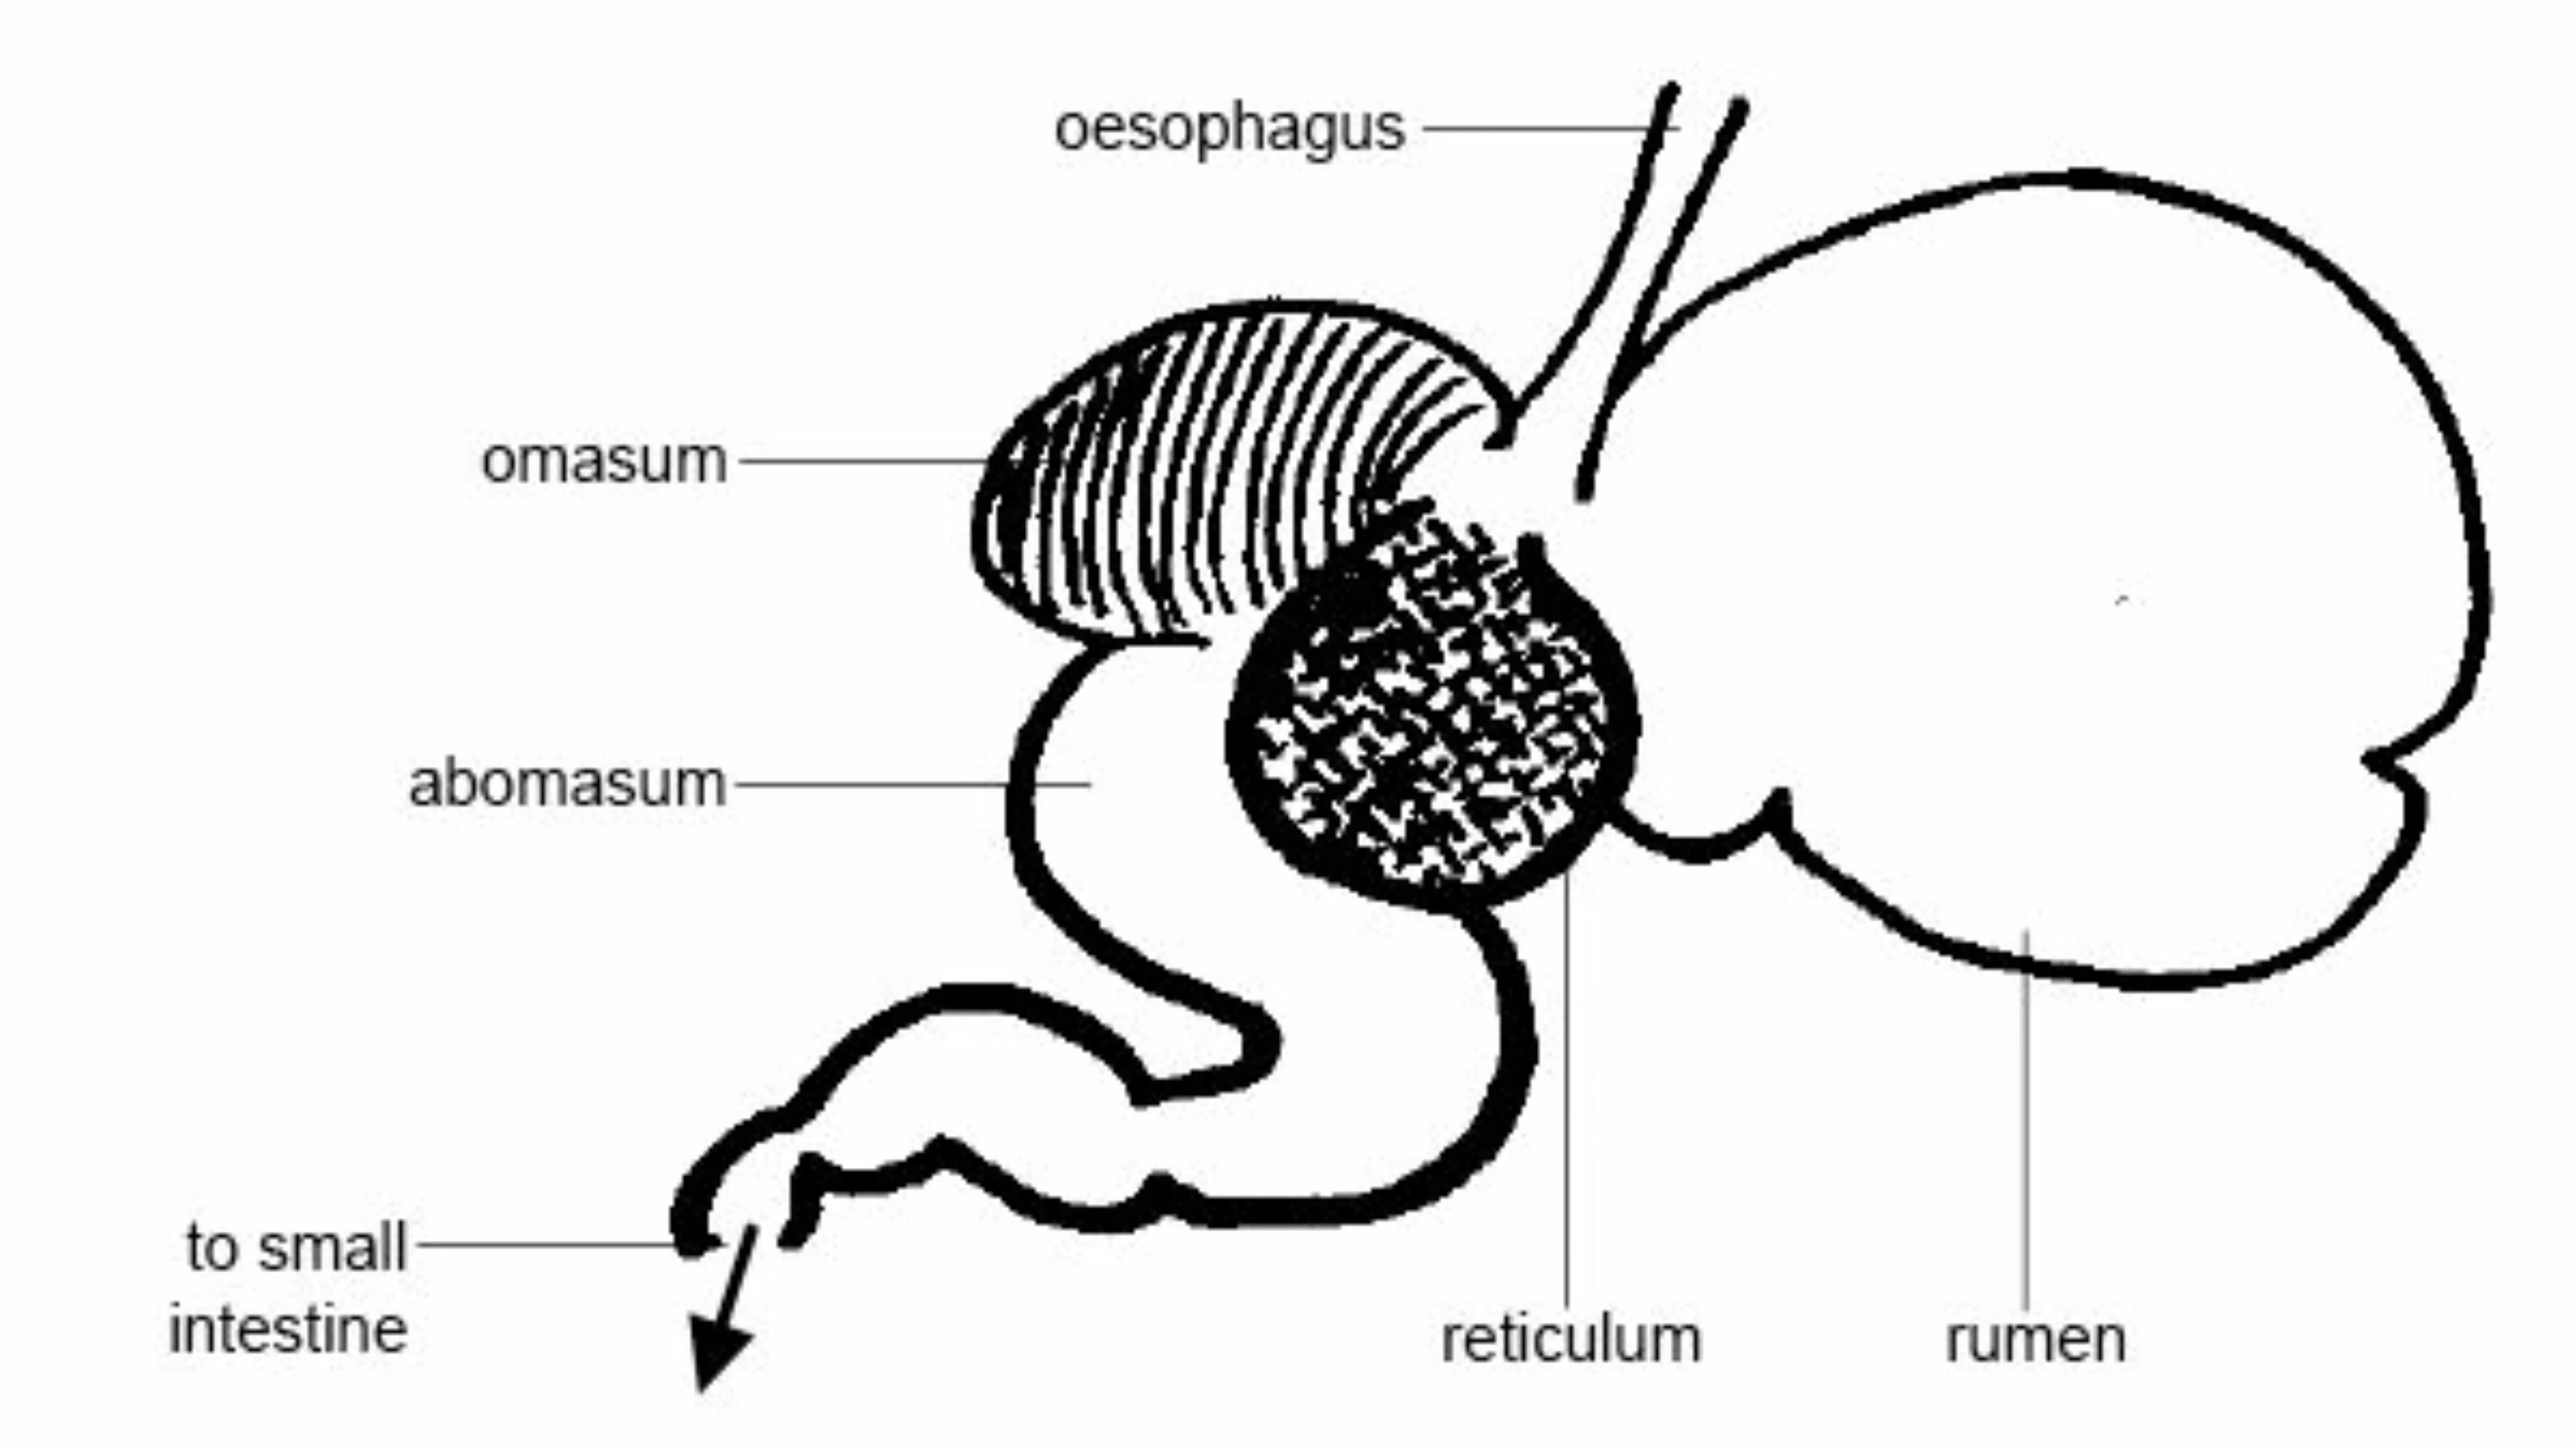 oesophagus
omasum
abomasum
to small
intestine
reticulum
rumen